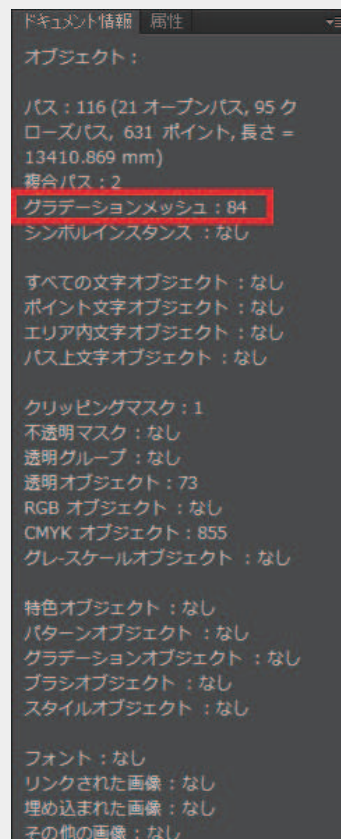 ドキュメント情報 属性
オブジェクト：
パス：116 (21 オープンパス, 95 ク
ローズパス, 631 ポイント, 長さ =
13410.869 mm)
複合パス：2
グラデーションメッシュ：84
シンボルインスタンス ：なし
すべての文字オブジェクト ：なし
ポイント文字オブジェクト ：なし
エリア内文字オブジェクト ：なし
パス上文字オブジェクト ：なし
クリッピングマスク：1
不透明マスク：なし
透明グループ ：なし
透明オブジェクト：73
RGB オブジェクト ：なし
CMYK オブジェクト：855
グレースケールオブジェクト ：なし
特色オブジェクト ：なし
パターンオブジェクト ：なし
グラデーションオブジェクト ：なし
ブラシオブジェクト ：なし
スタイルオブジェクト ：なし
フォント：なし
リンクされた画像：なし
埋め込まれた画像：なし
その他の画像：なし